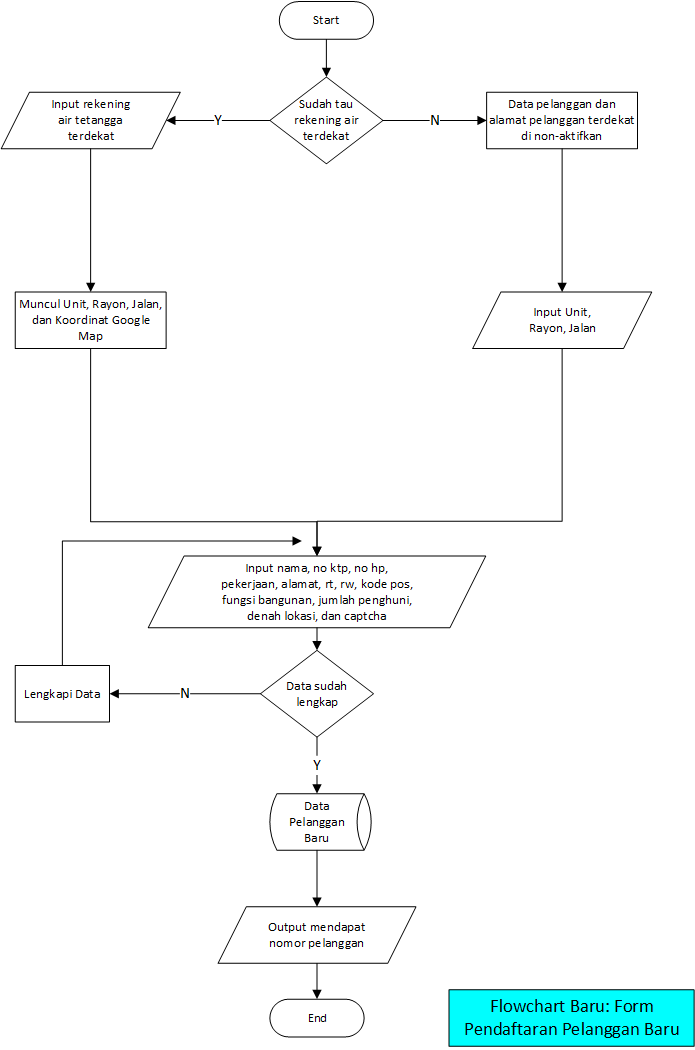 Start
Input rekening
air tetangga
terdekat
Y
Sudah tau
rekening air
terdekat
N
Data pelanggan dan
alamat pelanggan terdekat
di non-aktifkan
Muncul Unit, Rayon, Jalan,
dan Koordinat Google
Map
Input Unit,
Rayon, Jalan
Input nama, no ktp, no hp,
pekerjaan, alamat, rt, rw, kode pos,
fungsi bangunan, jumlah penghuni,
denah lokasi, dan captcha
Lengkapi Data
N
Data sudah
lengkap
Y
Data
Pelanggan
Baru
Output mendapat
nomor pelanggan
End
Flowchart Baru: Form
Pendaftaran Pelanggan Baru